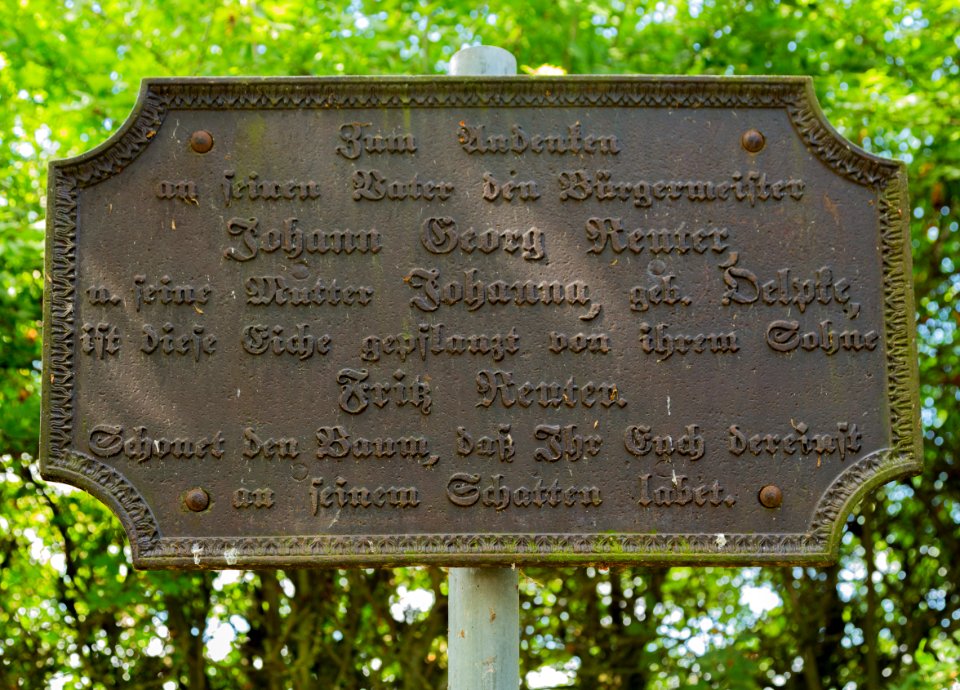 Zum Andenken
an seinen Vater den Bürgermeister
Johann Georg Reuter,
u. seine Mutter Johanna, geb. Oelpke,
ist diese Eiche gepflanzt von ihrem Sohne
Fritz Reuter.
Schonet den Baum, daß Ihr Euch dereinst
an seinem Schatten labet.